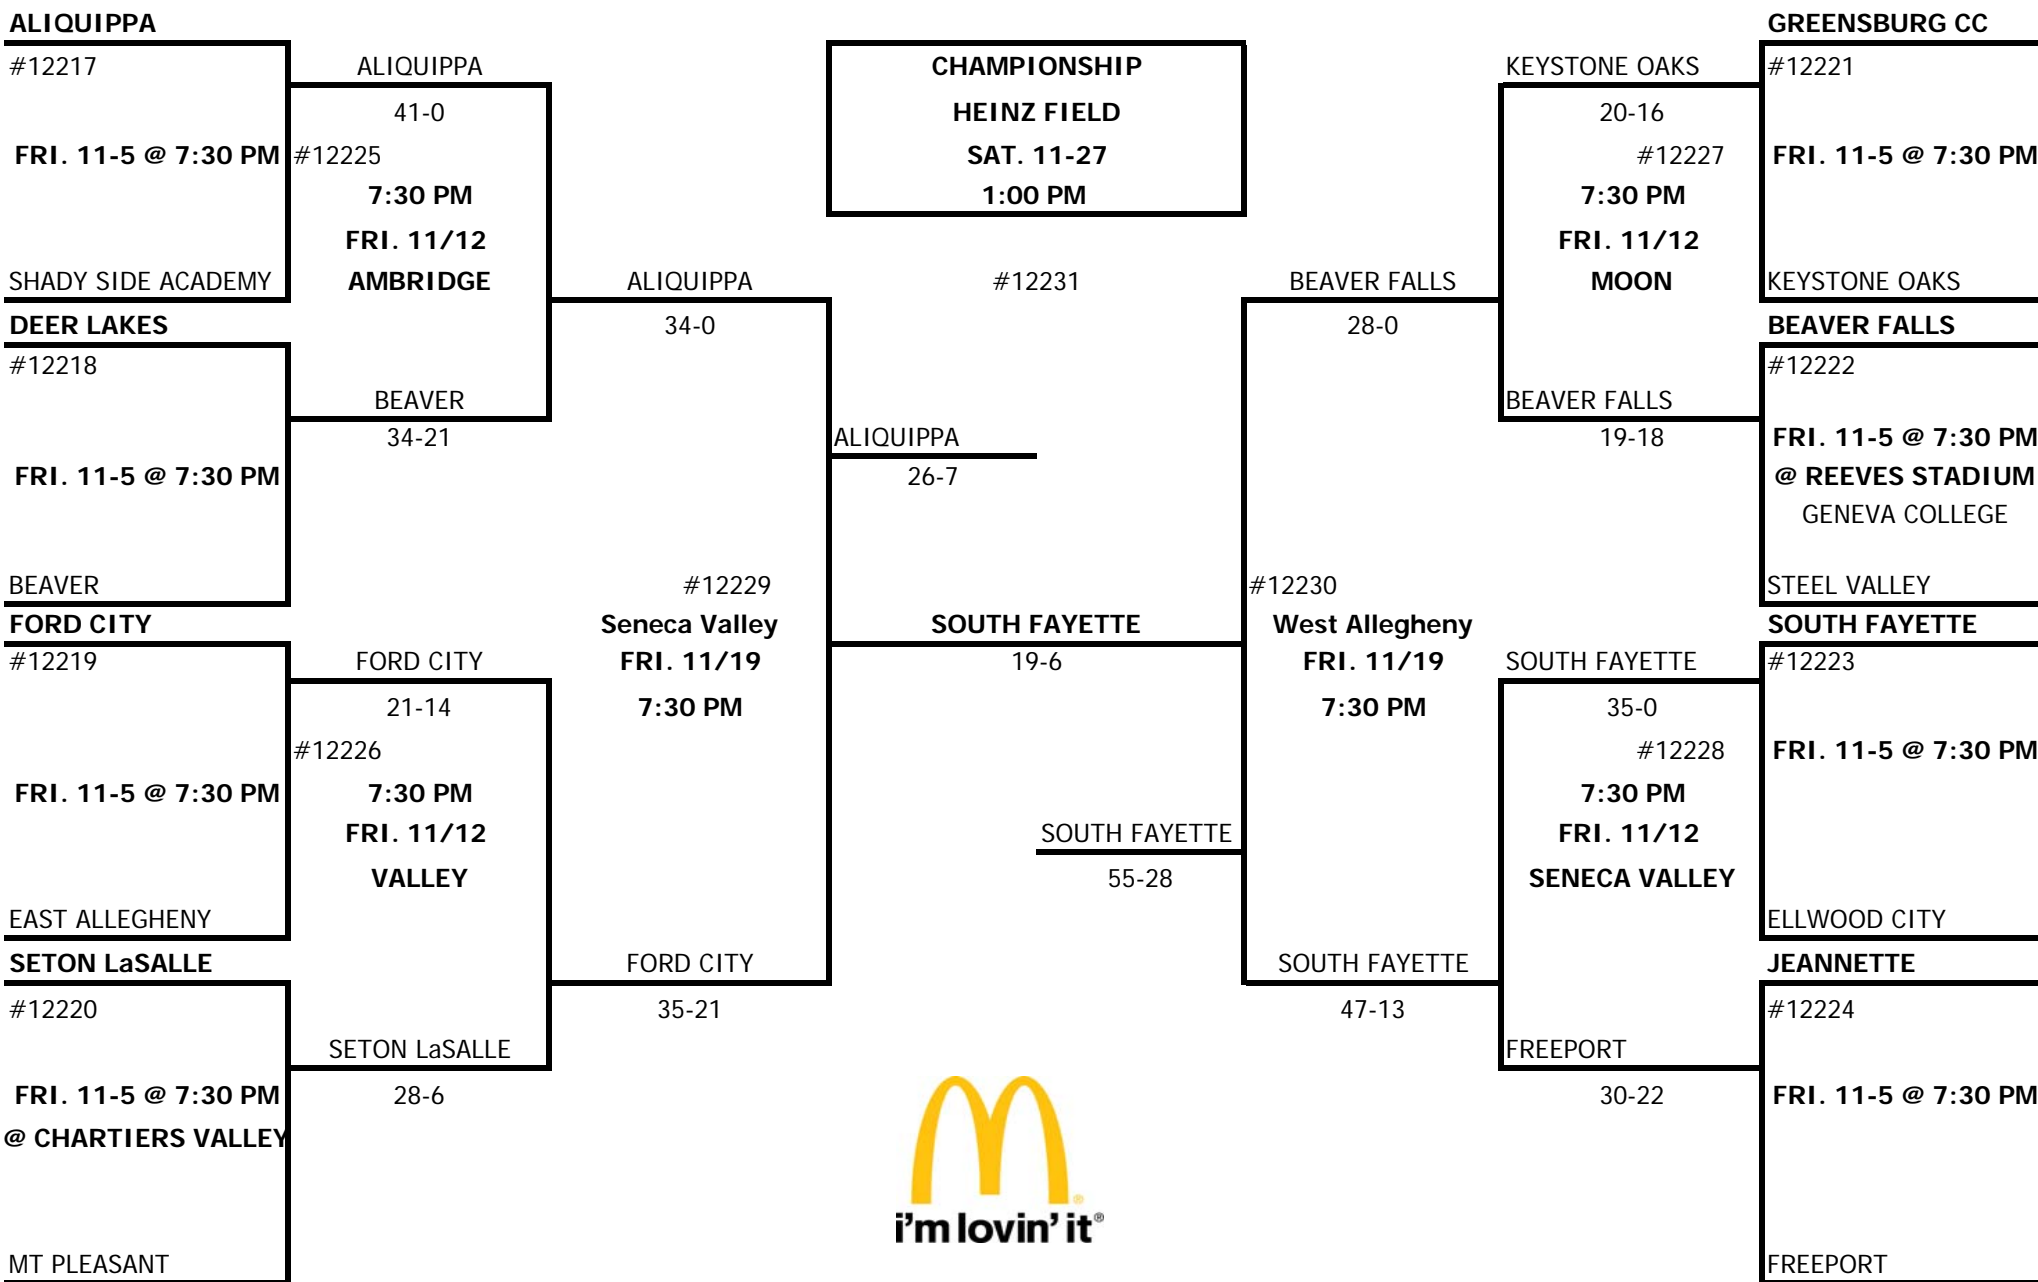 ALIQUIPPA
#12217
FRI. 11-5 @ 7:30 PM
SHADY SIDE ACADEMY
DEER LAKES
#12218
FRI. 11-5 @ 7:30 PM
BEAVER
FORD CITY
#12219
FRI. 11-5 @ 7:30 PM
EAST ALLEGHENY
SETON LaSALLE
#12220
FRI. 11-5 @ 7:30 PM
@ CHARTIERS VALLEY
MT PLEASANT
ALIQUIPPA
41-0
#12225
7:30 PM
FRI. 11/12
AMBRIDGE
BEAVER
34-21
FORD CITY
21-14
#12226
7:30 PM
FRI. 11/12
VALLEY
SETON LaSALLE
28-6
ALIQUIPPA
34-0
#12229
Seneca Valley
FRI. 11/19
7:30 PM
FORD CITY
35-21
CHAMPIONSHIP
HEINZ FIELD
SAT. 11-27
1:00 PM
#12231
ALIQUIPPA
26-7
SOUTH FAYETTE
19-6
SOUTH FAYETTE
55-28
i'm lovin' it®
BEAVER FALLS
28-0
#12230
West Allegheny
FRI. 11/19
7:30 PM
SOUTH FAYETTE
47-13
KEYSTONE OAKS
20-16
#12227
7:30 PM
FRI. 11/12
MOON
BEAVER FALLS
19-18
SOUTH FAYETTE
35-0
#12228
7:30 PM
FRI. 11/12
SENECA VALLEY
FREEPORT
30-22
GREENSBURG CC
#12221
FRI. 11-5 @ 7:30 PM
KEYSTONE OAKS
BEAVER FALLS
#12222
FRI. 11-5 @ 7:30 PM
@ REEVES STADIUM
GENEVA COLLEGE
STEEL VALLEY
SOUTH FAYETTE
#12223
FRI. 11-5 @ 7:30 PM
ELLWOOD CITY
JEANNETTE
#12224
FRI. 11-5 @ 7:30 PM
FREEPORT